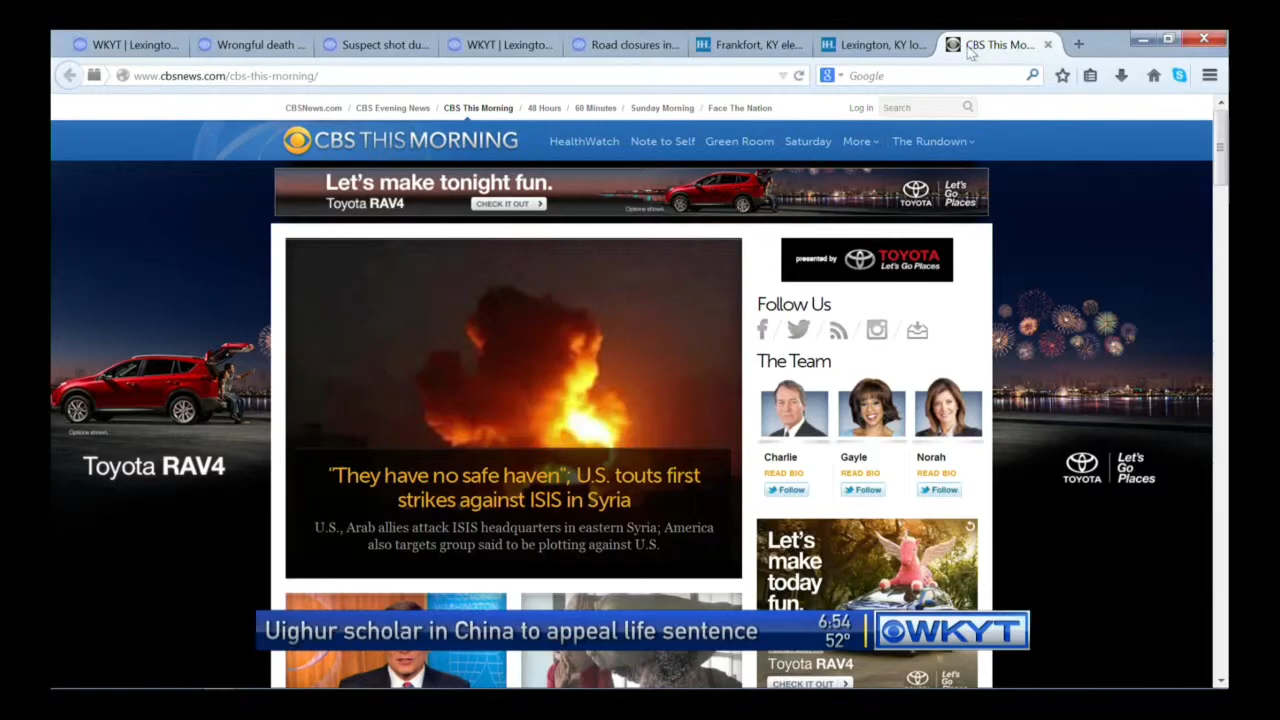 WKYT | Lexingto...
Wrongful death ...
Suspect shot du...
WKYT | Lexingto...
Road closures in...
Frankfort, KY ele...
Lexington, KY lo...
CBS This Mo...
www.cbsnews.com/cbs-this-morning/
Google
CBSNews.com / CBS Evening News / CBS This Morning / 48 Hours / 60 Minutes / Sunday Morning / Face The Nation
Log In
Search
CBS THIS MORNING
HealthWatch
Note to Self
Green Room
Saturday
More
The Rundown
Let's make tonight fun.
Toyota RAV4
CHECK IT OUT
Options shown.
TOYOTA
Let's
Go
Places
presented by
TOYOTA
Let's Go Places
Follow Us
The Team
Charlie
READ BIO
Follow
Gayle
READ BIO
Follow
Norah
READ BIO
Follow
"They have no safe haven"; U.S. touts first
strikes against ISIS in Syria
U.S., Arab allies attack ISIS headquarters in eastern Syria; America
also targets group said to be plotting against U.S.
Options shown.
Toyota RAV4
TOYOTA
Let's
Go
Places
Let's
make
today
fun.
Toyota RAV4
CHECK IT OUT
WASHINGTON
Uighur scholar in China to appeal life sentence
6:54
52°
WKYT